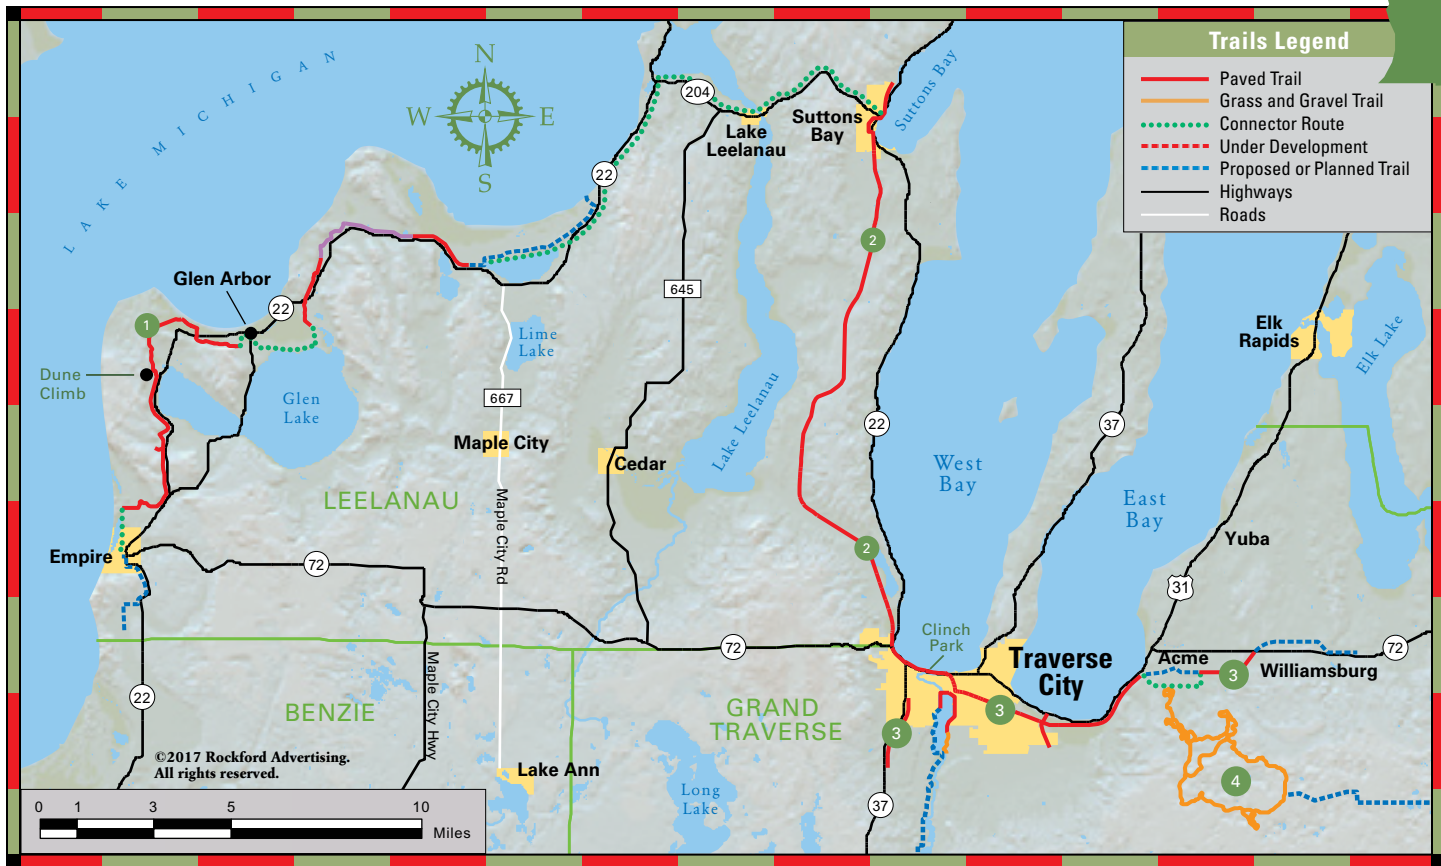 Trails Legend
Paved Trail
Grass and Gravel Trail
Connector Route
Under Development
Proposed or Planned Trail
Highways
Roads
LAKE MICHIGAN
N
W
E
S
204
Lake
Leelanau
Suttons
Bay
Suttons Bay
22
2
Glen Arbor
22
1
645
Lime
Lake
Elk
Rapids
Elk Lake
Dune
Climb
Glen
Lake
667
Lake Leelanau
22
37
Maple City
Cedar
West
Bay
LEELANAU
East
Bay
Maple City Rd
Empire
72
2
Yuba
31
Clinch
Park
72
Traverse
City
Acme
72
3
Williamsburg
Maple City Hwy
22
BENZIE
GRAND
TRAVERSE
3
3
©2017 Rockford Advertising.
All rights reserved.
Lake Ann
Long
Lake
37
4
0 1 3 5 10
Miles